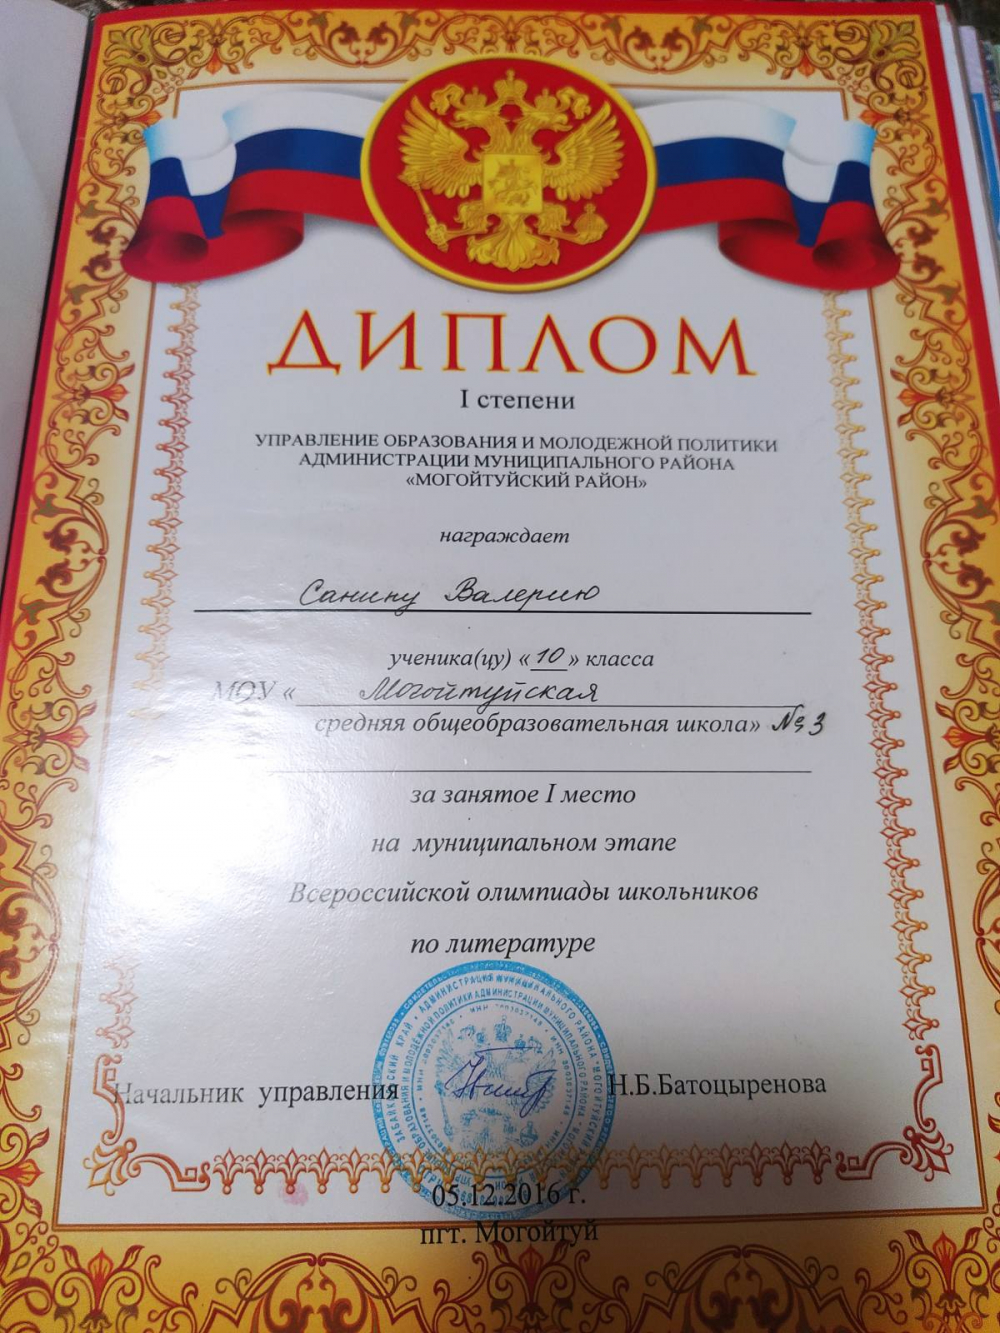 ДИПЛОМ
I степени
УПРАВЛЕНИЕ ОБРАЗОВАНИЯ И МОЛОДЕЖНОЙ ПОЛИТИКИ
АДМИНИСТРАЦИИ МУНИЦИПАЛЬНОГО РАЙОНА
«МОГОЙТУЙСКИЙ РАЙОН»
награждает
Санину Валерию
ученика(цу) «10» класса
МОУ « Могойтуйская
средняя общеобразовательная школа» №3
за занятое I место
на муниципальном этапе
Всероссийской олимпиады школьников
по литературе
Начальник управления Н.Б.Батоцыренова
05.12.2016 г.
пгт. Могойтуй